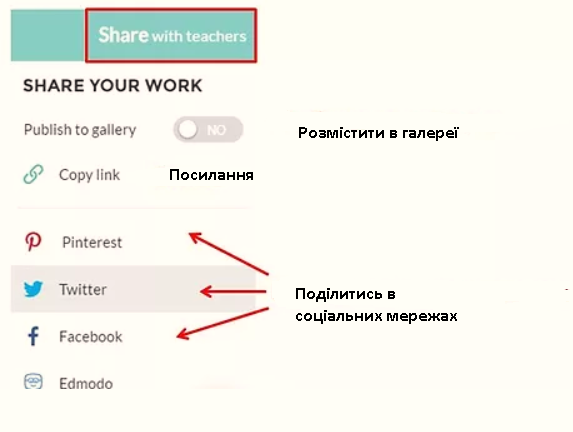 Share with teachers
SHARE YOUR WORK
Publish to gallery NO Розмістити в галереї
Copy link Посилання
Pinterest
Twitter
Поділитись в
соціальних мережах
Facebook
Edmodo